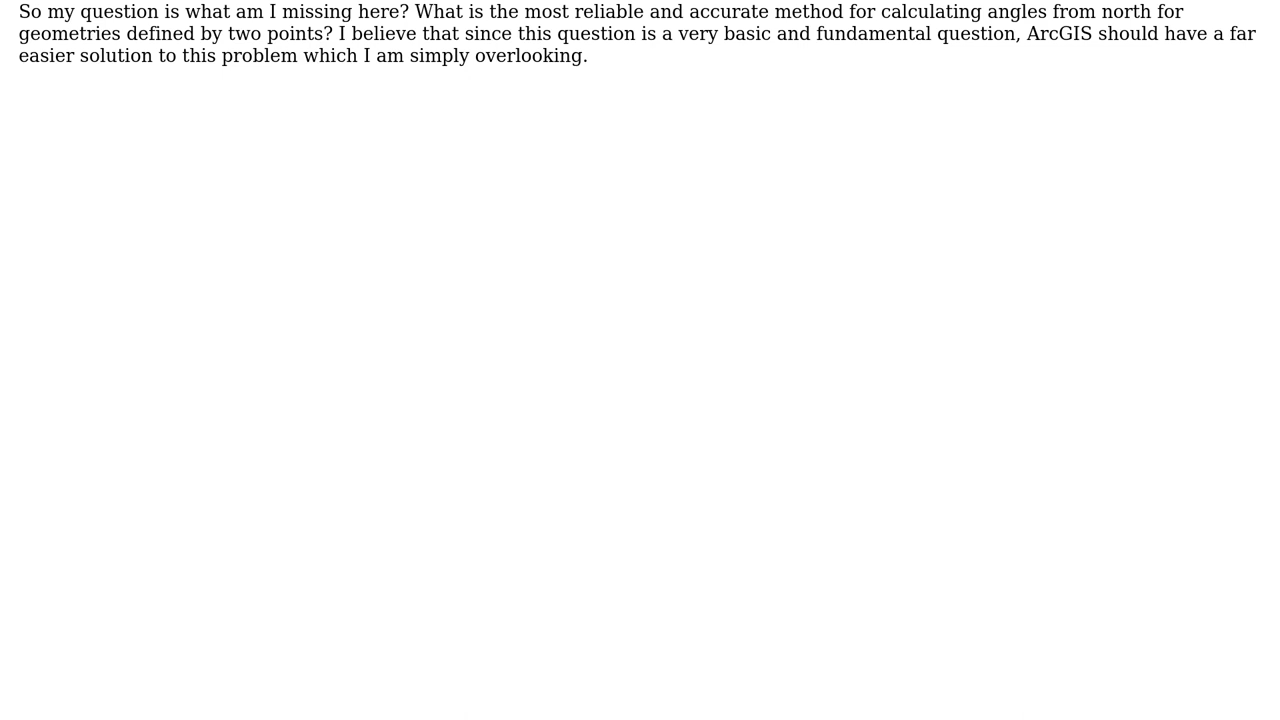 So my question is what am I missing here? What is the most reliable and accurate method for calculating angles from north for
geometries defined by two points? I believe that since this question is a very basic and fundamental question, ArcGIS should have a far
easier solution to this problem which I am simply overlooking.